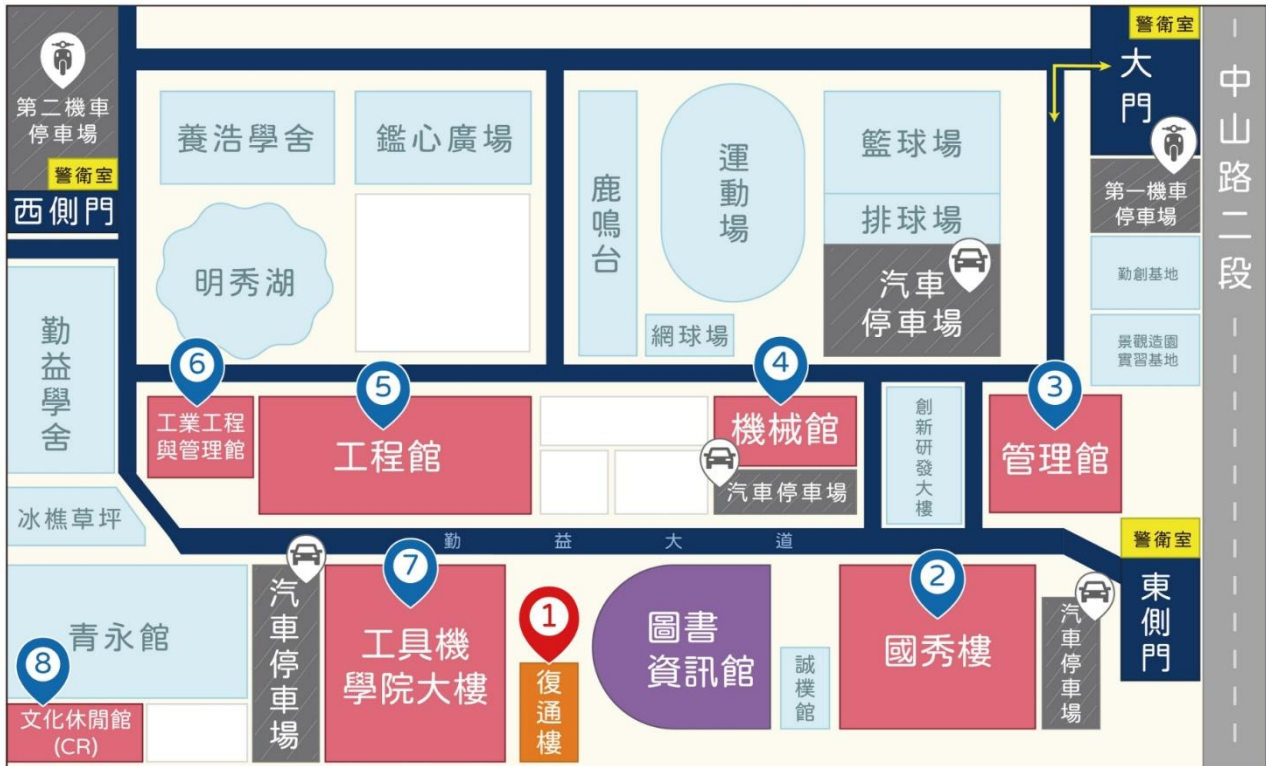 第二機車
停車場
警衛室
西側門
養浩學舍
鑑心廣場
鹿鳴台
運動場
籃球場
排球場
汽車
停車場
網球場
警衛室
大門
第一機車
停車場
勤創基地
景觀造園
實習基地
中山路二段
明秀湖
勤益學舍
冰樵草坪
6
工業工程
與管理館
5
工程館
4
機械館
汽車停車場
創新研發大樓
3
管理館
勤益大道
警衛室
東側門
青永館
8
文化休閒館
(CR)
汽車停車場
7
工具機
學院大樓
1
復通樓
圖書
資訊館
誠樸館
2
國秀樓
汽車停車場